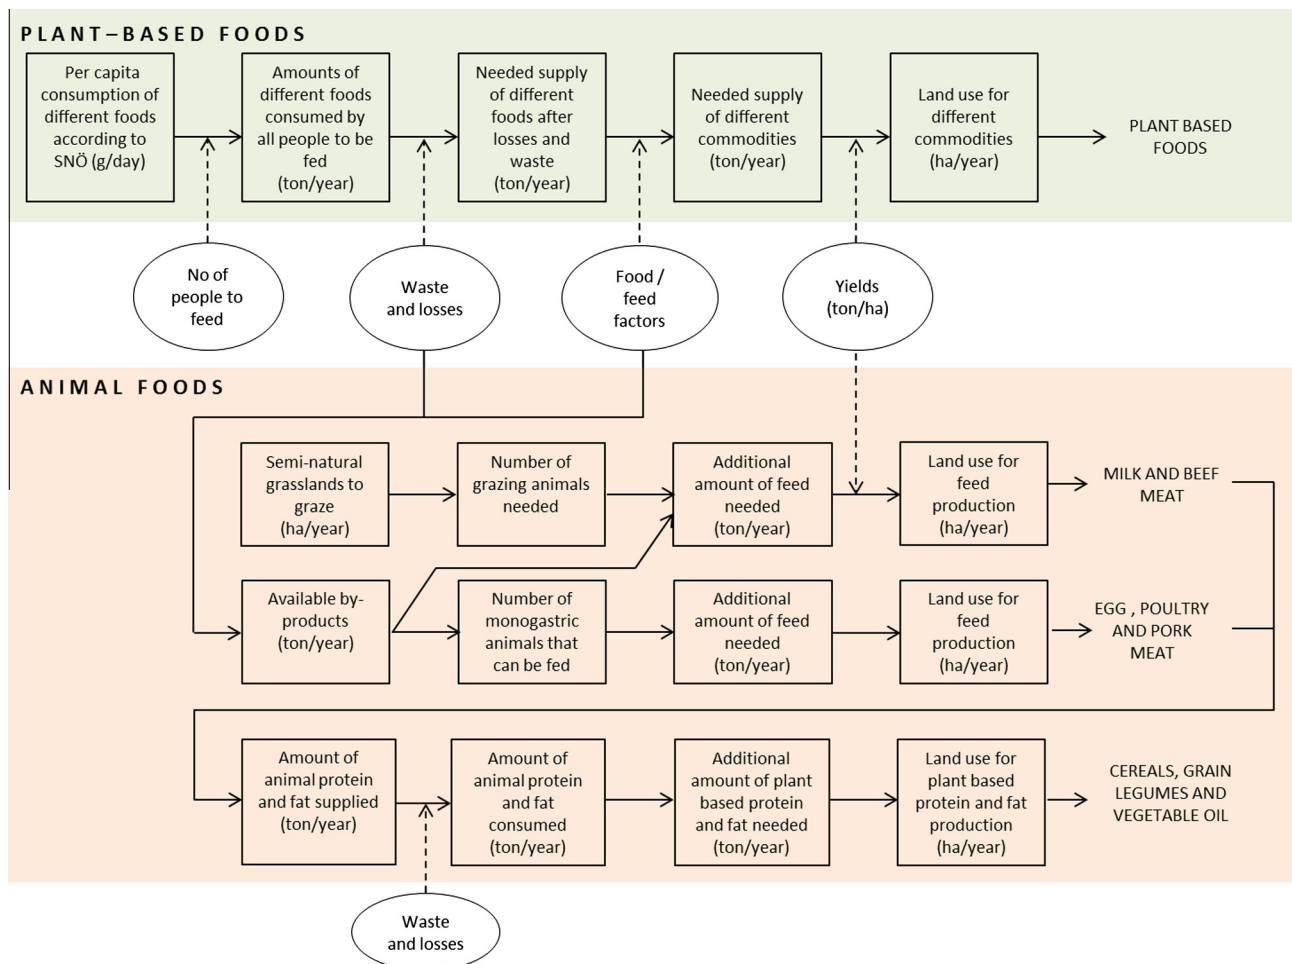 PLANT–BASED FOODS
Per capita
consumption of
different foods
according to
SNÖ (g/day)
Amounts of
different foods
consumed by
all people to be
fed
(ton/year)
Needed supply
of different
foods after
losses and
waste
(ton/year)
Needed supply
of different
commodities
(ton/year)
Land use for
different
commodities
(ha/year)
PLANT BASED
FOODS
No of
people to
feed
Waste
and losses
Food /
feed
factors
Yields
(ton/ha)
ANIMAL FOODS
Semi-natural
grasslands to
graze
(ha/year)
Number of
grazing animals
needed
Additional
amount of feed
needed
(ton/year)
Land use for
feed
production
(ha/year)
MILK AND BEEF
MEAT
Available by-
products
(ton/year)
Number of
monogastric
animals that
can be fed
Additional
amount of feed
needed
(ton/year)
Land use for
feed
production
(ha/year)
EGG , POULTRY
AND PORK
MEAT
Amount of
animal protein
and fat supplied
(ton/year)
Amount of
animal protein
and fat
consumed
(ton/year)
Additional
amount of plant
based protein
and fat needed
(ton/year)
Land use for
plant based
protein and fat
production
(ha/year)
CEREALS, GRAIN
LEGUMES AND
VEGETABLE OIL
Waste
and losses